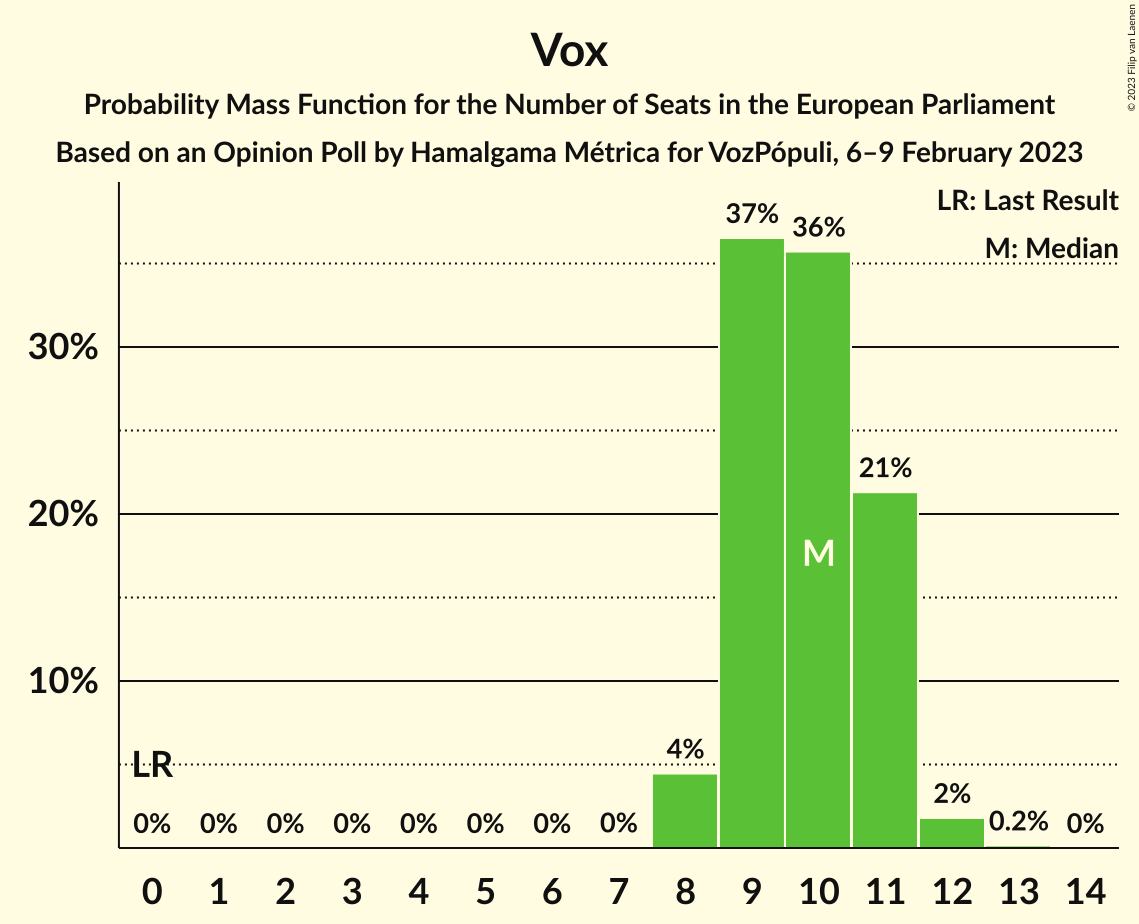 Vox
Probability Mass Function for the Number of Seats in the European Parliament
Based on an Opinion Poll by Hamalgama Métrica for VozPópuli, 6–9 February 2023
© 2023 Filip van Laenen
LR: Last Result
M: Median
37%
36%
30%
21%
20%
M
10%
4%
LR
2%
0% 0% 0% 0% 0% 0% 0% 0% 0.2% 0%
0 1 2 3 4 5 6 7 8 9 10 11 12 13 14